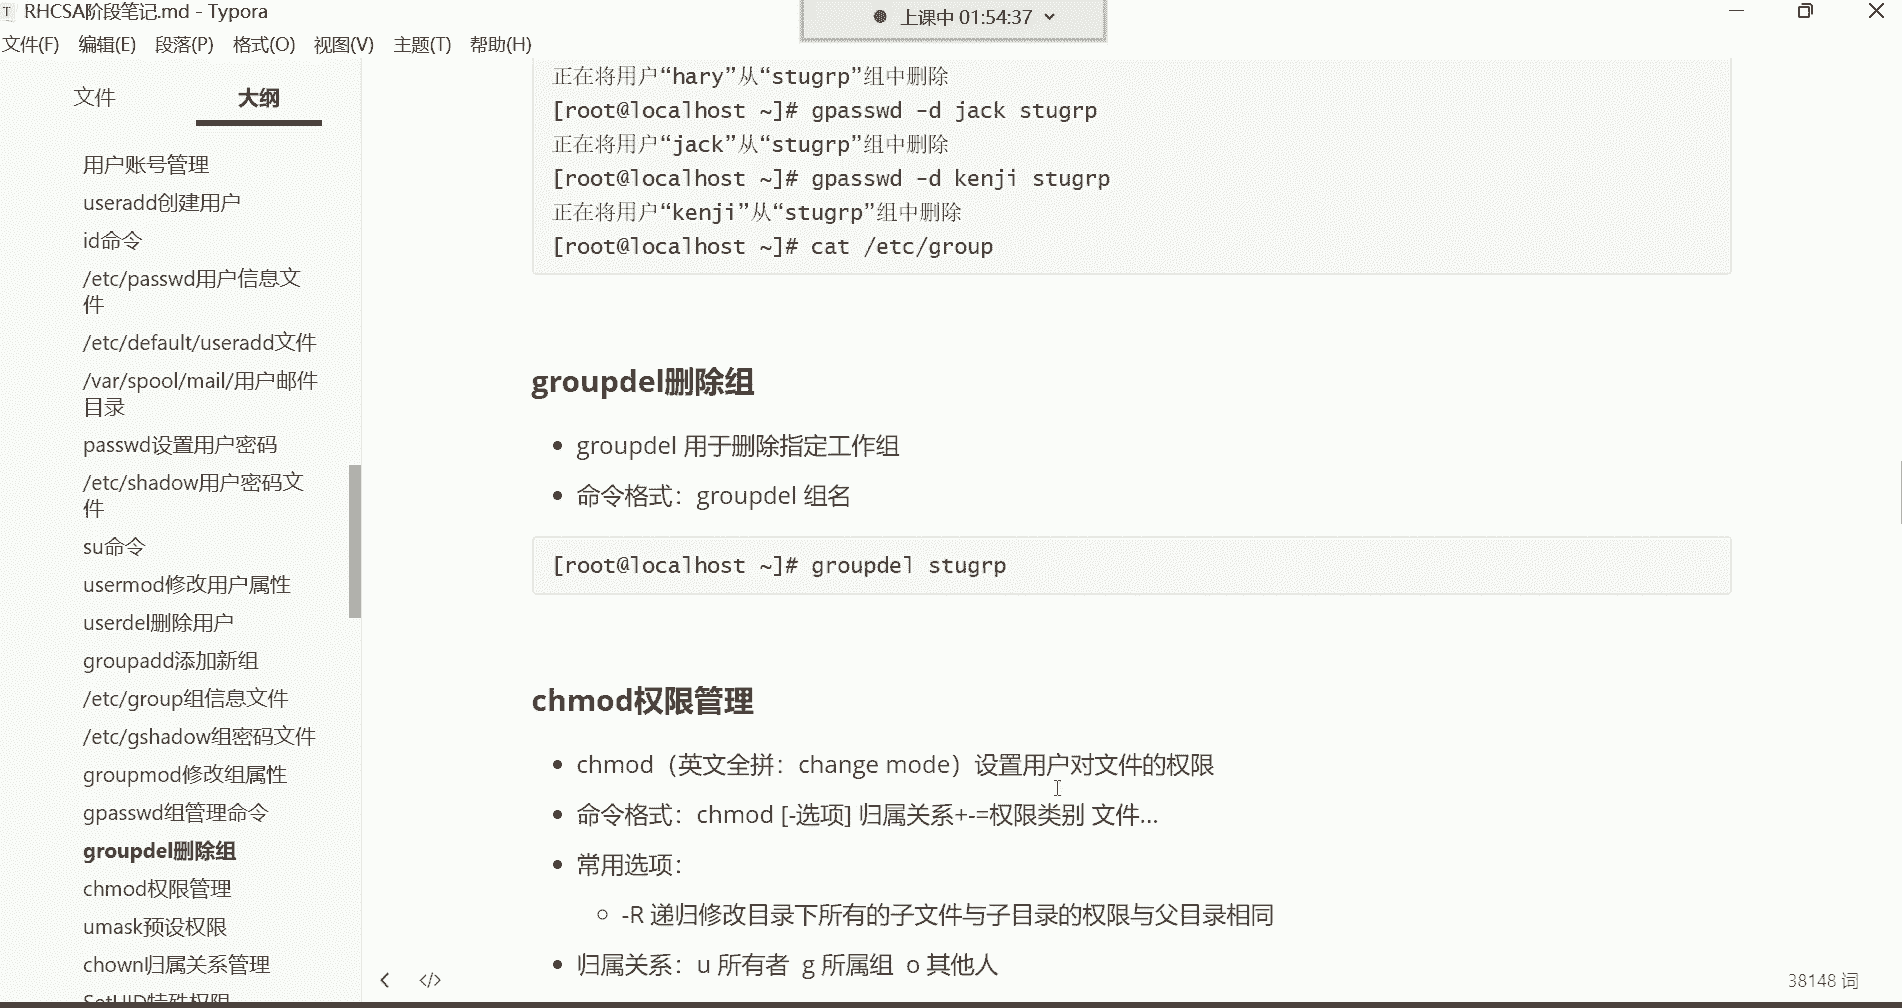 RHCSA阶段笔记.md - Typora
上课中 01:54:37
文件(F) 编辑(E) 段落(P) 格式(O) 视图(V) 主题(T) 帮助(H)
文件 大纲
用户账号管理
useradd创建用户
id命令
/etc/passwd用户信息文
件
/etc/default/useradd文件
/var/spool/mail/用户邮件
目录
passwd设置用户密码
/etc/shadow用户密码文
件
su命令
usermod修改用户属性
userdel删除用户
groupadd添加新组
/etc/group组信息文件
/etc/gshadow组密码文件
groupmod修改组属性
gpasswd组管理命令
groupdel删除组
chmod权限管理
umask预设权限
chown归属关系管理
SetUID特殊权限
正在将用户“hary”从“stugrp”组中删除
[root@localhost ~]# gpasswd -d jack stugrp
正在将用户“jack”从“stugrp”组中删除
[root@localhost ~]# gpasswd -d kenji stugrp
正在将用户“kenji”从“stugrp”组中删除
[root@localhost ~]# cat /etc/group
groupdel删除组
groupdel 用于删除指定工作组
命令格式：groupdel 组名
[root@localhost ~]# groupdel stugrp
chmod权限管理
chmod（英文全拼：change mode）设置用户对文件的权限
命令格式：chmod [-选项] 归属关系+-=权限类别 文件...
常用选项：
-R 递归修改目录下所有的子文件与子目录的权限与父目录相同
归属关系：u 所有者 g 所属组 o 其他人
38148 词